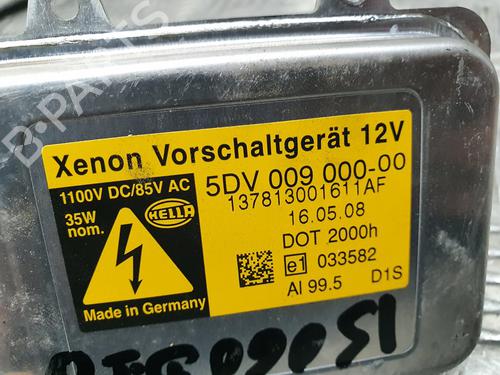 B-PARTS
Xenon Vorschaltgerät 12V
1100V DC/85V AC
35W
nom.
HELLA
Made in Germany
5DV 009 000-00
137813001611AF
16.05.08
DOT 2000h
e1 033582
Al 99.5 D1S